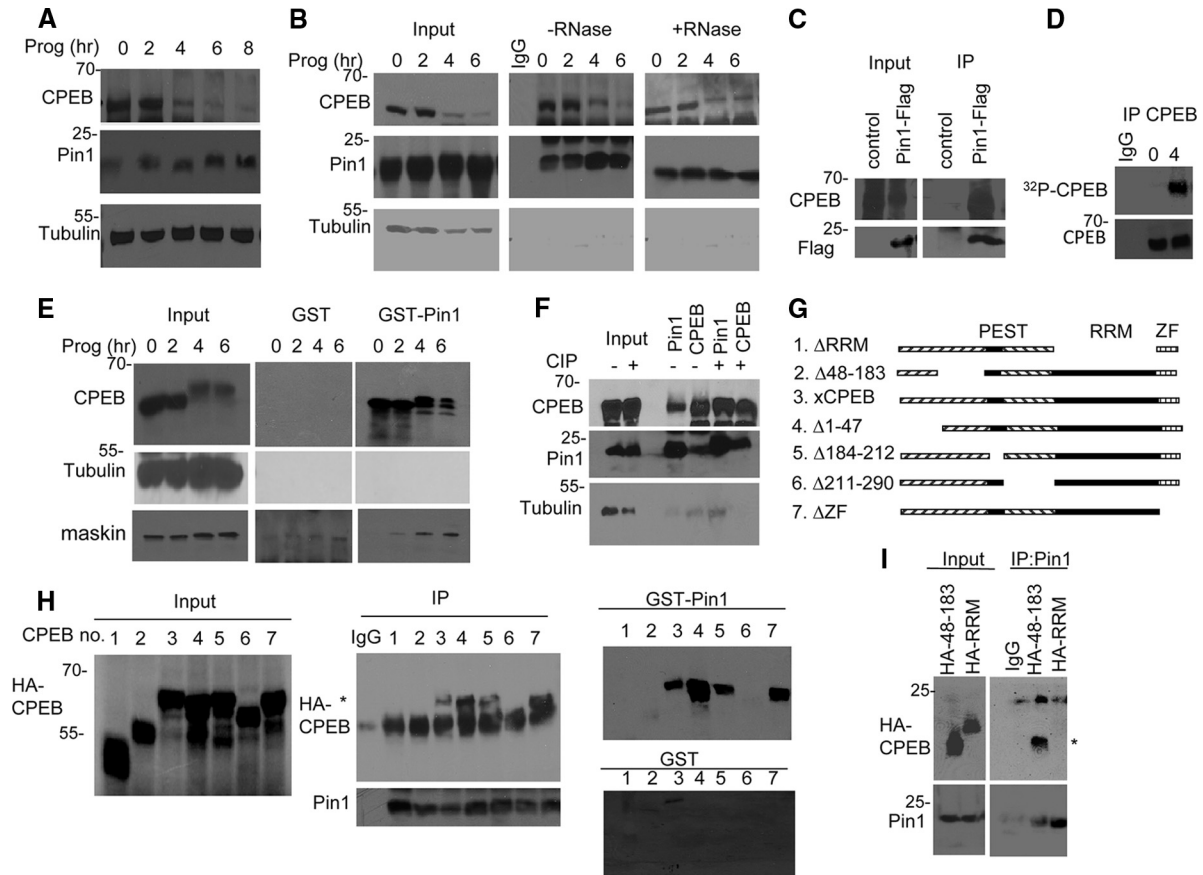 A
Prog (hr) 0 2 4 6 8
70-
CPEB
25-
Pin1
55-
Tubulin
B
Input -RNase +RNase
Prog (hr) 0 2 4 6 IgG 0 2 4 6 0 2 4 6
70-
CPEB
25-
Pin1
55-
Tubulin
C
Input IP
control Pin1-Flag control Pin1-Flag
70-
CPEB
25-
Flag
D
IP CPEB
IgG 0 4
32P-CPEB
70-
CPEB
E
Input GST GST-Pin1
Prog (hr) 0 2 4 6 0 2 4 6 0 2 4 6
70-
CPEB
55-
Tubulin
maskin
F
Input Pin1 CPEB Pin1 CPEB
CIP - + - - + +
70-
CPEB
25-
Pin1
55-
Tubulin
G
PEST RRM ZF
1. ΔRRM
2. Δ48-183
3. xCPEB
4. Δ1-47
5. Δ184-212
6. Δ211-290
7. ΔZF
H
Input
CPEB no. 1 2 3 4 5 6 7
70-
HA-
CPEB
55-
IP
IgG 1 2 3 4 5 6 7
HA- *
CPEB
Pin1
GST-Pin1
1 2 3 4 5 6 7
GST
1 2 3 4 5 6 7
I
Input IP:Pin1
HA-48-183 HA-RRM IgG HA-48-183 HA-RRM
25-
HA-
CPEB *
25-
Pin1